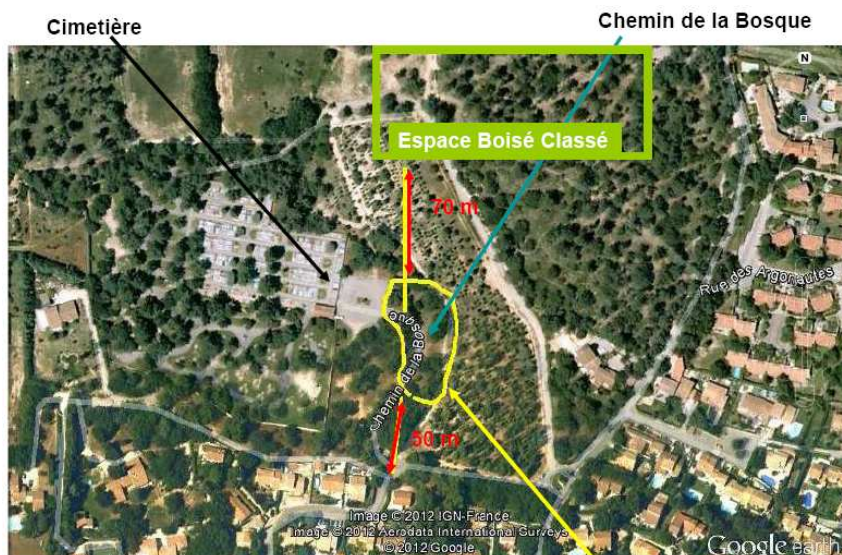 Cimetière
Chemin de la Bosque
N
Espace Boisé Classé
70 m
Rue des Argonautes
Chemin de la Bosque
50 m
Image © 2012 IGN-France
Image © 2012 Aerodata International Surveys
© 2012 Google
Google earth